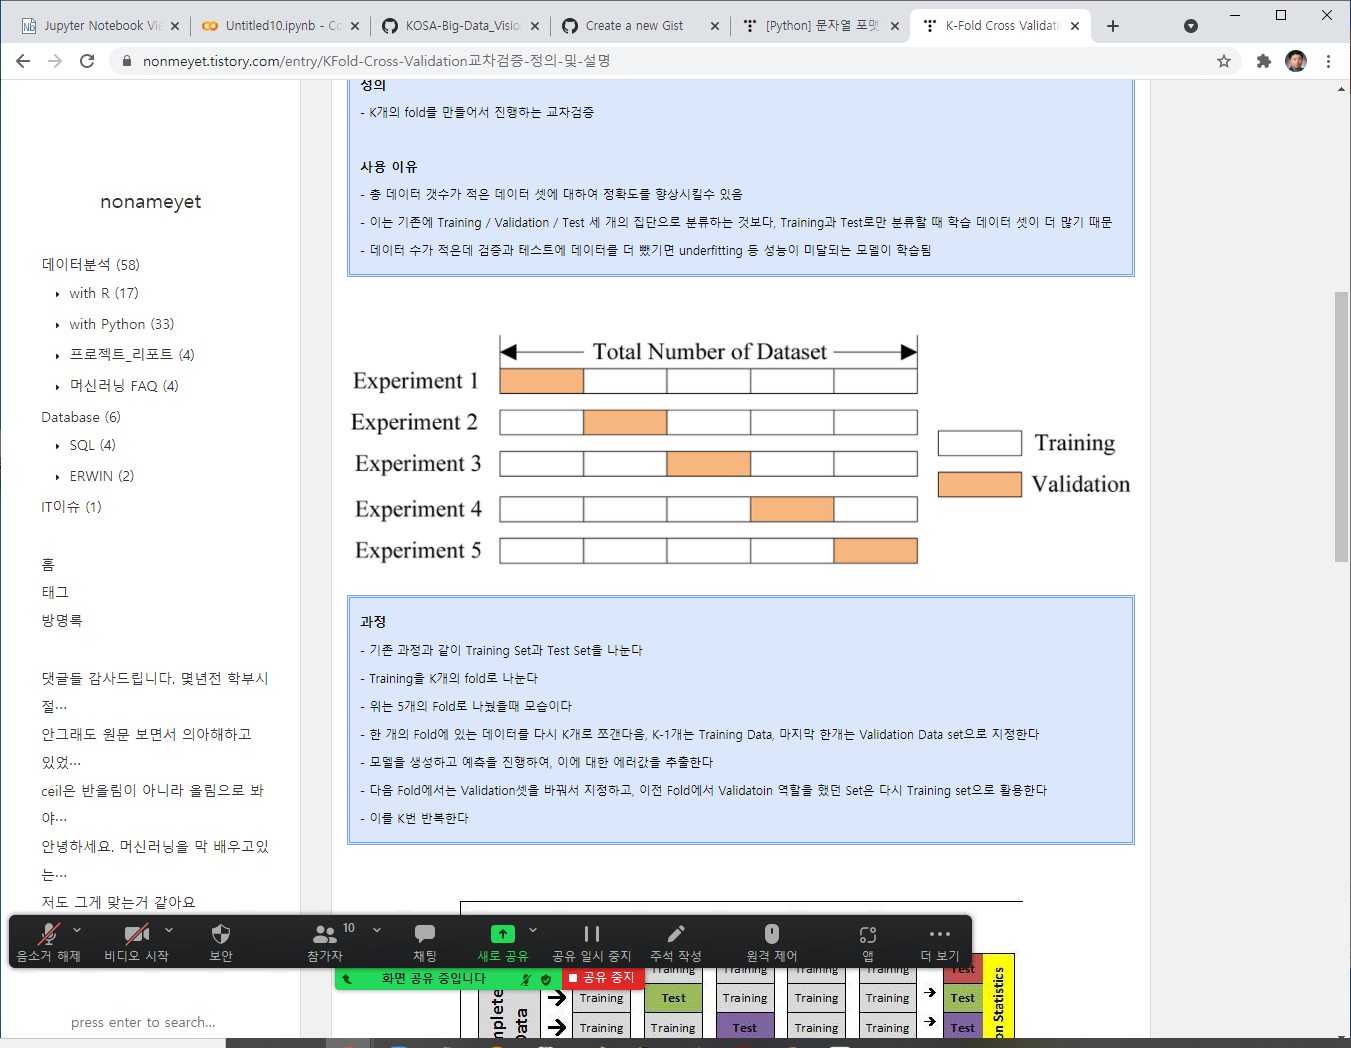 Jupyter Notebook Vie
Untitled10.ipynb - Co
KOSA-Big-Data_Vision
Create a new Gist
[Python] 문자열 포맷
K-Fold Cross Validati
nonmeyet.tistory.com/entry/KFold-Cross-Validation교차검증-정의-및-설명
nonameyet
데이터분석 (58)
with R (17)
with Python (33)
프로젝트_리포트 (4)
머신러닝 FAQ (4)
Database (6)
SQL (4)
ERWIN (2)
IT이슈 (1)
홈
태그
방명록
댓글들 감사드립니다. 몇년전 학부시
절…
안그래도 원문 보면서 의아해하고
있었…
ceil은 반올림이 아니라 올림으로 봐
야…
안녕하세요. 머신러닝을 막 배우고있
는…
저도 그게 맞는거 같아요
press enter to search...
정의
- K개의 fold를 만들어서 진행하는 교차검증
사용 이유
- 총 데이터 갯수가 적은 데이터 셋에 대하여 정확도를 향상시킬수 있음
- 이는 기존에 Training / Validation / Test 세 개의 집단으로 분류하는 것보다, Training과 Test로만 분류할 때 학습 데이터 셋이 더 많기 때문
- 데이터 수가 적은데 검증과 테스트에 데이터를 더 뺐기면 underfitting 등 성능이 미달되는 모델이 학습됨
Total Number of Dataset
Experiment 1
Experiment 2
Experiment 3
Experiment 4
Experiment 5
Training
Validation
과정
- 기존 과정과 같이 Training Set과 Test Set을 나눈다
- Training을 K개의 fold로 나눈다
- 위는 5개의 Fold로 나눴을때 모습이다
- 한 개의 Fold에 있는 데이터를 다시 K개로 쪼갠다음, K-1개는 Training Data, 마지막 한개는 Validation Data set으로 지정한다
- 모델을 생성하고 예측을 진행하여, 이에 대한 에러값을 추출한다
- 다음 Fold에서는 Validation셋을 바꿔서 지정하고, 이전 Fold에서 Validatoin 역할을 했던 Set은 다시 Training set으로 활용한다
- 이를 K번 반복한다
음소거 해제
비디오 시작
보안
참가자
10
채팅
새로 공유
공유 일시 중지
주석 작성
원격 제어
앱
더 보기
화면 공유 중입니다
공유 중지
Training Training Training Training Test
Training Test Training Training Training Test
Training Training Test Training Training Test
mplete
Data
on Statistics